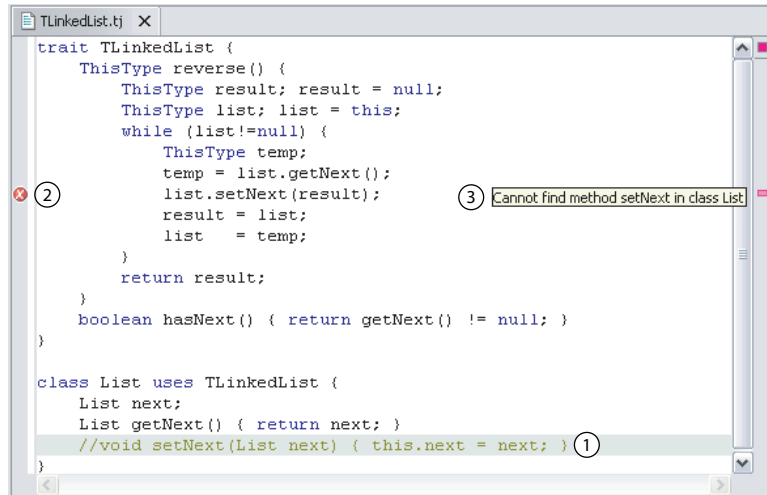 TLinkedList.tj X
trait TLinkedList {
    ThisType reverse() {
        ThisType result; result = null;
        ThisType list; list = this;
        while (list!=null) {
            ThisType temp;
            temp = list.getNext();
2             list.setNext(result); 3 Cannot find method setNext in class List
            result = list;
            list   = temp;
        }
        return result;
    }
    boolean hasNext() { return getNext() != null; }
}
class List uses TLinkedList {
    List next;
    List getNext() { return next; }
    //void setNext(List next) { this.next = next; } 1
}